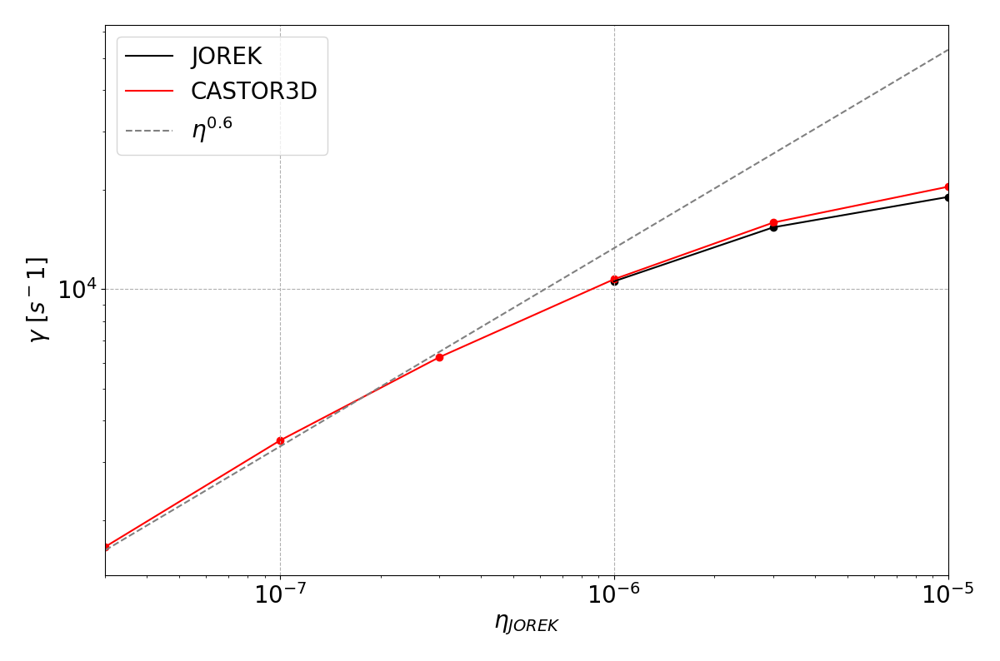 JOREK
CASTOR3D
η^0.6
γ [s^−1]
10^4
10^−7
10^−6
10^−5
η_JOREK